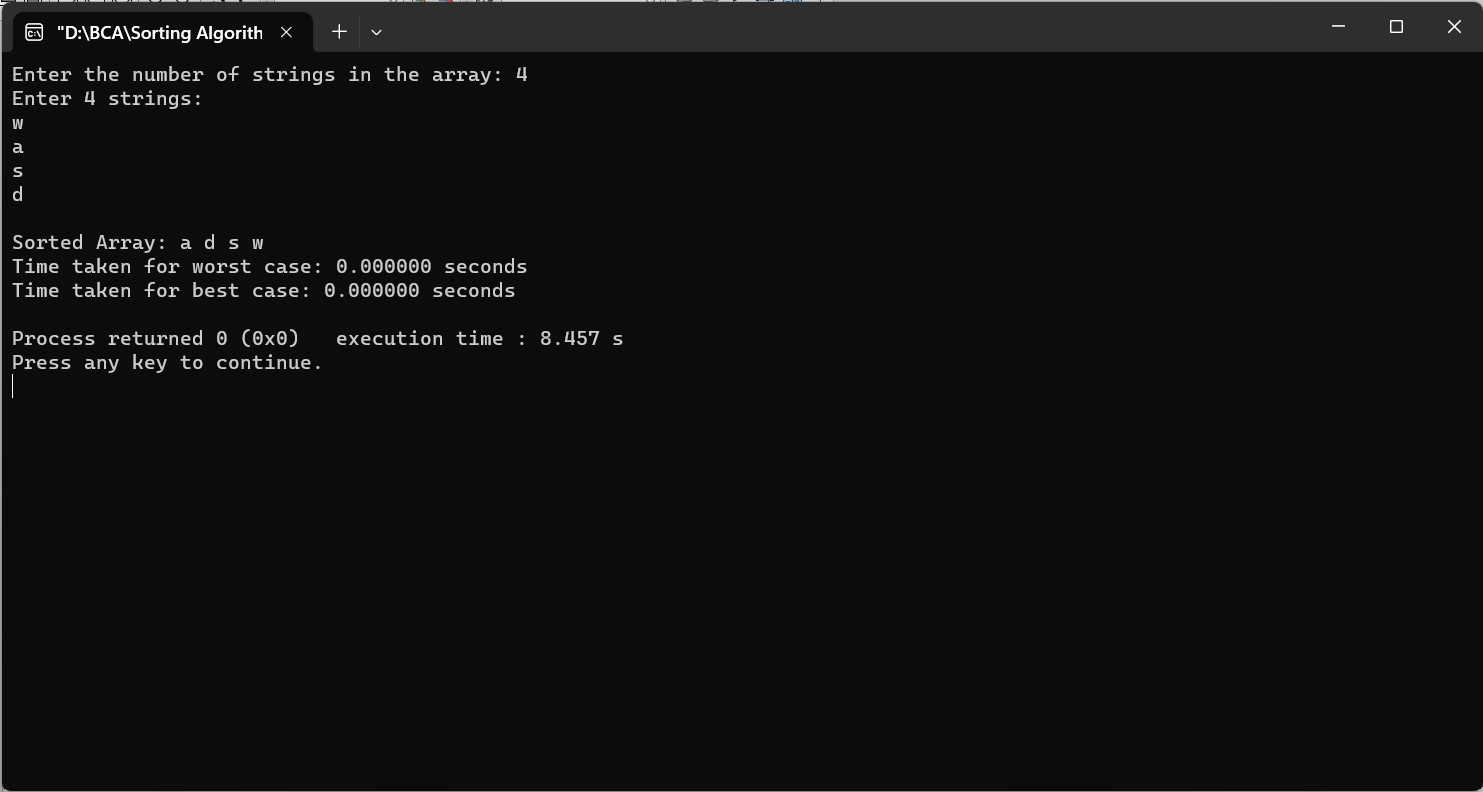 "D:\BCA\Sorting Algorith
Enter the number of strings in the array: 4
Enter 4 strings:
w
a
s
d
Sorted Array: a d s w
Time taken for worst case: 0.000000 seconds
Time taken for best case: 0.000000 seconds
Process returned 0 (0x0)   execution time : 8.457 s
Press any key to continue.